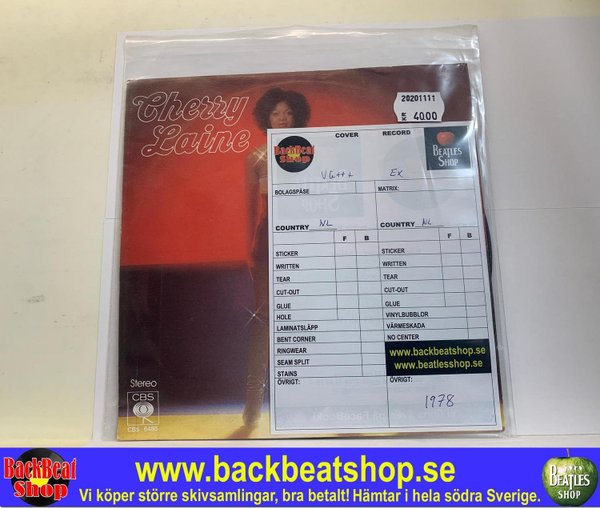 Cherry
Laine
20201111
KR 4000
COVER RECORD
BackBeat
Shop
BEATLES
SHOP
VG+++ EX
BOLAGSPÅSE MATRIX:
COUNTRY NL COUNTRY NL
F B F B
STICKER STICKER
WRITTEN WRITTEN
TEAR TEAR
CUT-OUT CUT-OUT
GLUE GLUE
HOLE VINYLBUBBLOR
LAMINATSLÄPP VÄRMESKADA
BENT CORNER NO CENTER
RINGWEAR
SEAM SPLIT
STAINS
www.backbeatshop.se
www.beatlesshop.se
ÖVRIGT: ÖVRIGT:
1978
Stereo
CBS
CBS 6485
BackBeat
Shop
www.backbeatshop.se
Vi köper större skivsamlingar, bra betalt! Hämtar i hela södra Sverige.
BEATLES
SHOP